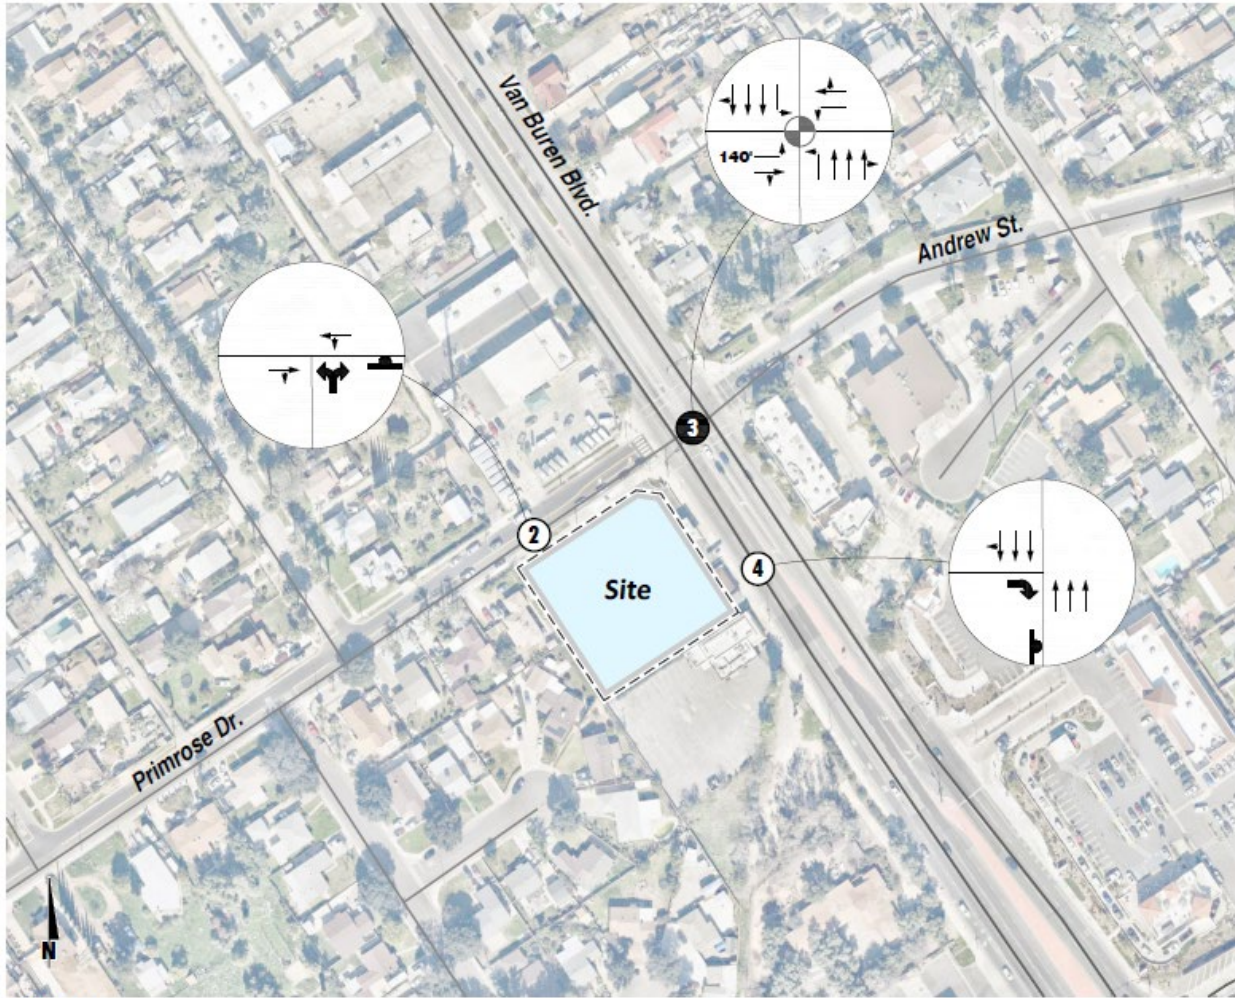 Van Buren Blvd.
140'
Andrew St.
3
2
4
Site
Primrose Dr.
N